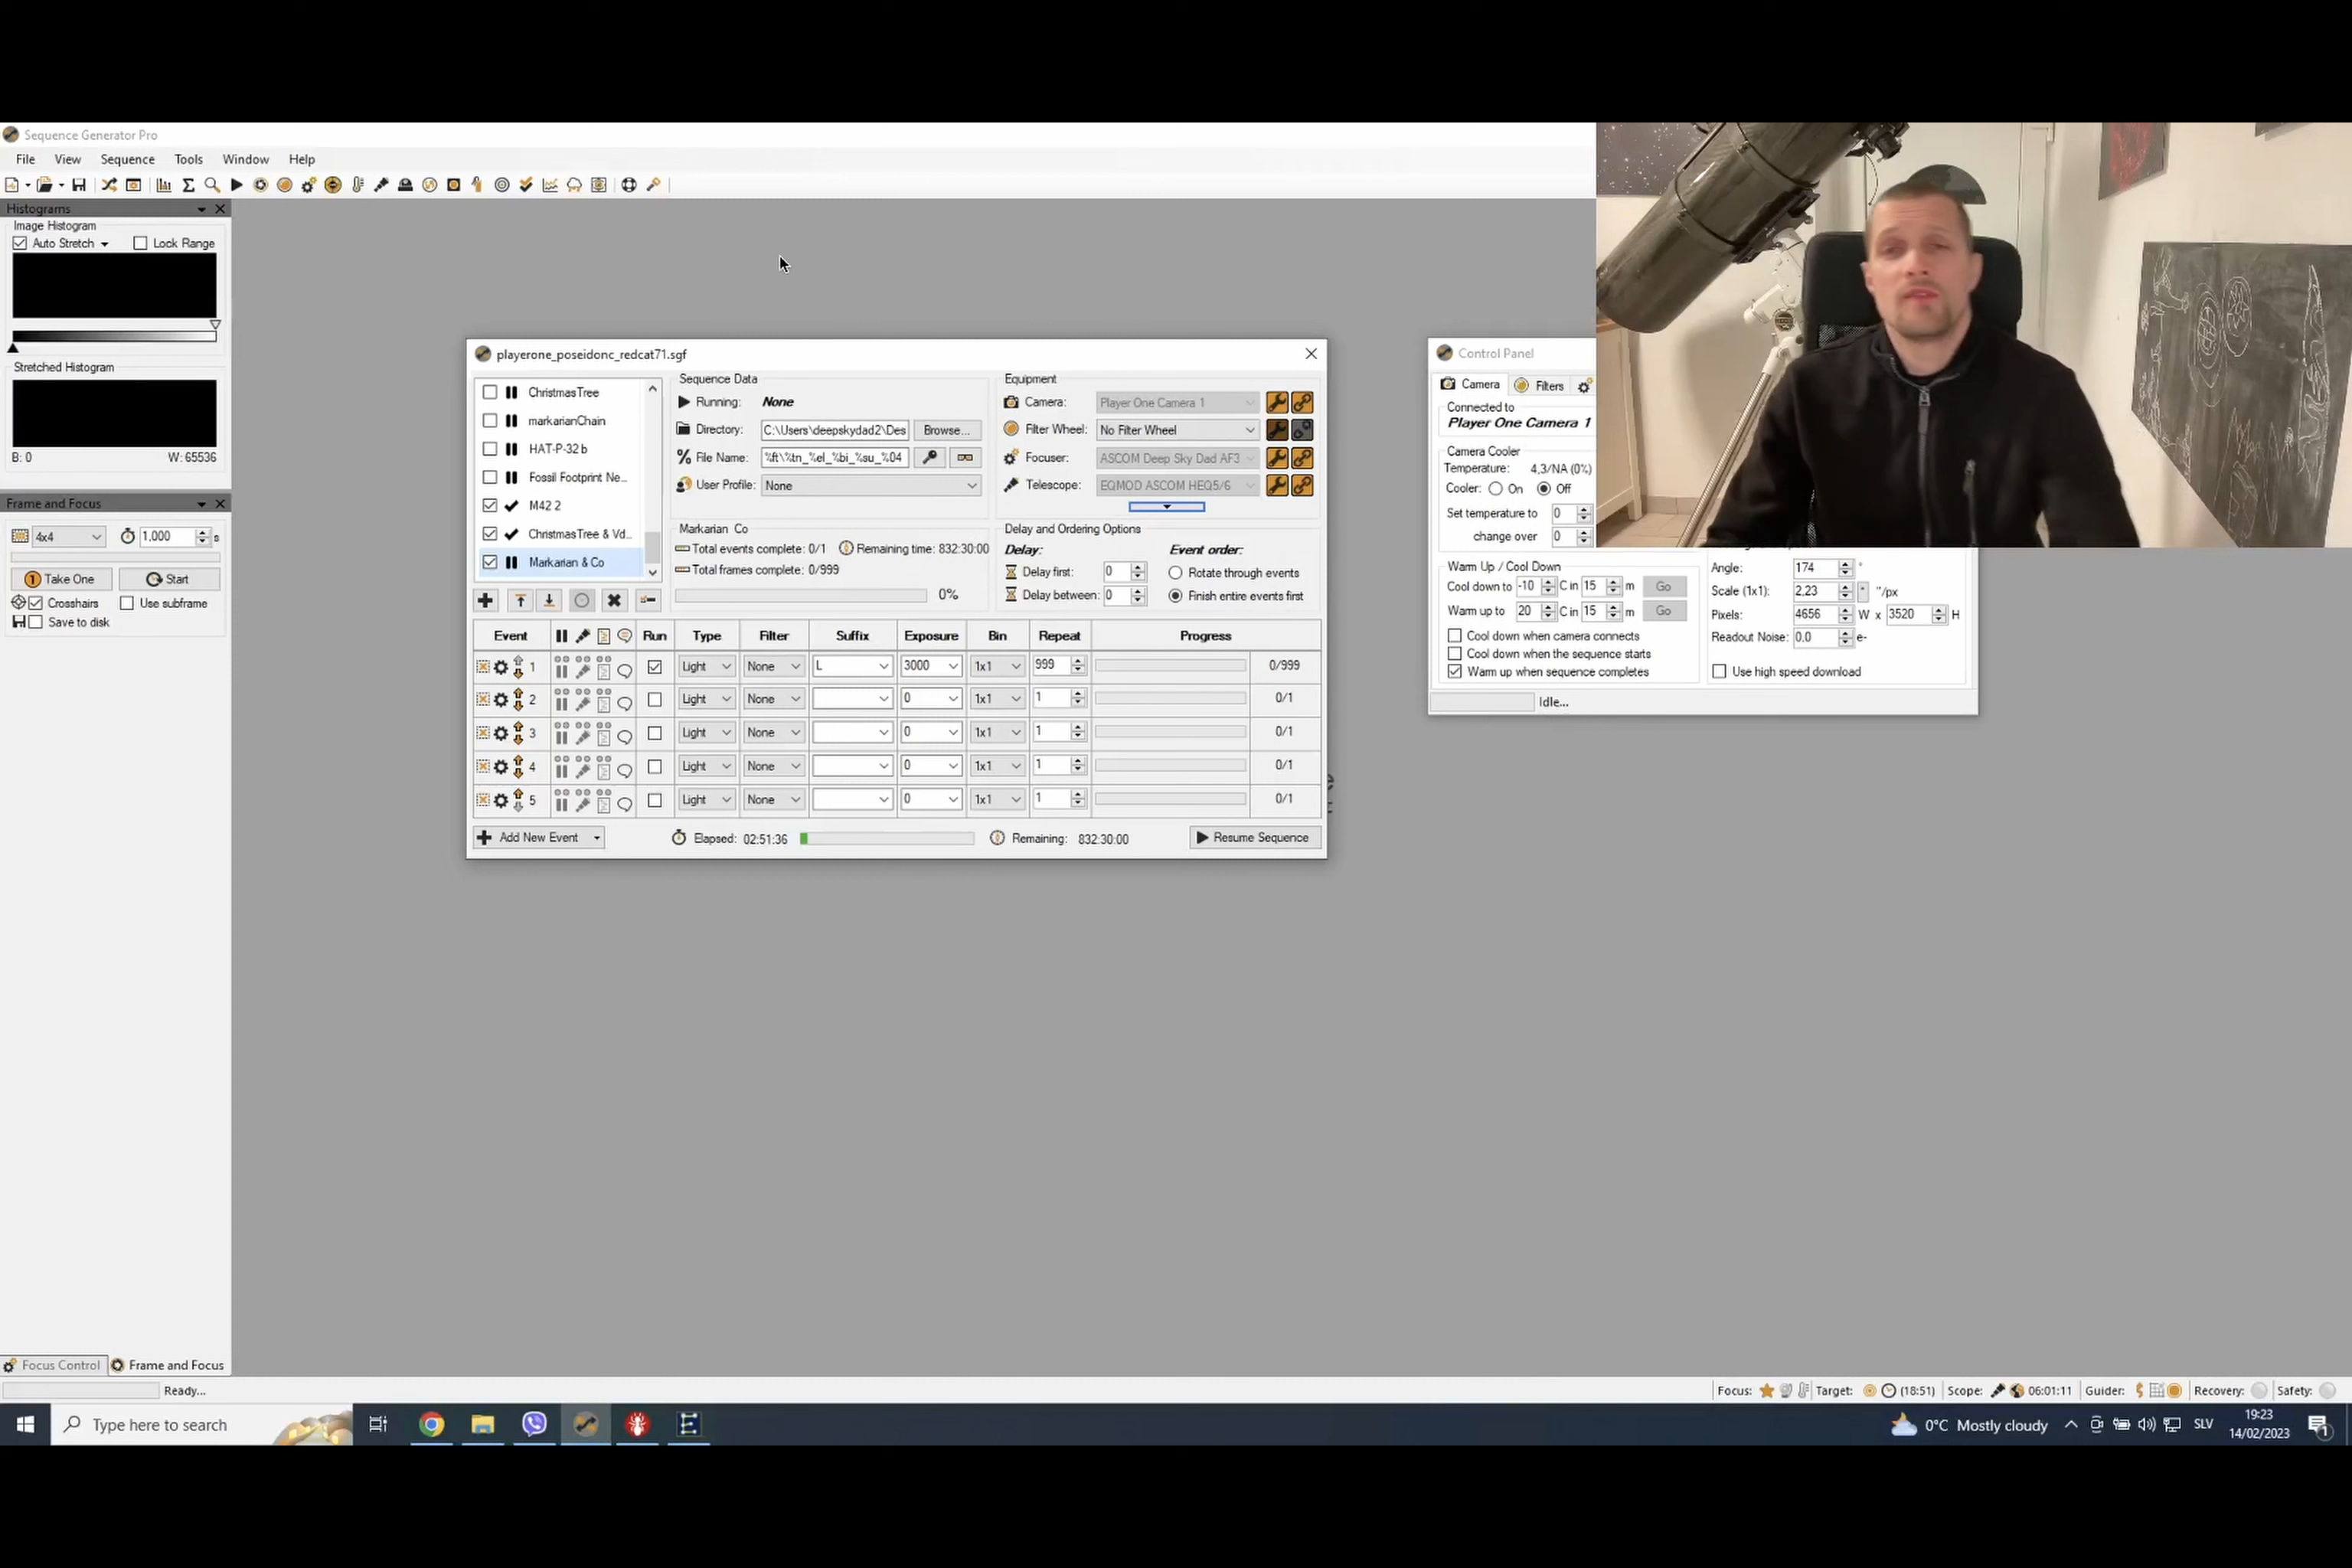 Sequence Generator Pro
File View Sequence Tools Window Help
Histograms
Image Histogram
Auto Stretch Lock Range
Stretched Histogram
B: 0 W: 65536
Frame and Focus
4x4 1,000 s
Take One Start
Crosshairs Use subframe
Save to disk
playerone_poseidonc_redcat71.sgf
ChristmasTree
markarianChain
HAT-P-32 b
Fossil Footprint Ne...
M42 2
ChristmasTree & Vd...
Markarian & Co
Sequence Data
Running: None
Directory: C:\Users\deepskydad2\Des Browse...
File Name: %ft\%tn_%el_%bi_%su_%04
User Profile: None
Equipment
Camera: Player One Camera 1
Filter Wheel: No Filter Wheel
Focuser: ASCOM Deep Sky Dad AF3
Telescope: EQMOD ASCOM HEQ5/6
Markarian Co
Total events complete: 0/1 Remaining time: 832:30:00
Total frames complete: 0/999
0%
Delay and Ordering Options
Delay: Event order:
Delay first: 0 Rotate through events
Delay between: 0 Finish entire events first
Event Run Type Filter Suffix Exposure Bin Repeat Progress
1 Light None L 3000 1x1 999 0/999
2 Light None 0 1x1 1 0/1
3 Light None 0 1x1 1 0/1
4 Light None 0 1x1 1 0/1
5 Light None 0 1x1 1 0/1
Add New Event Elapsed: 02:51:36 Remaining: 832:30:00 Resume Sequence
Control Panel
Camera Filters
Connected to
Player One Camera 1
Camera Cooler
Temperature: 4,3/NA (0%)
Cooler: On Off
Set temperature to 0
change over 0
Warm Up / Cool Down
Cool down to -10 C in 15 m Go
Warm up to 20 C in 15 m Go
Cool down when camera connects
Cool down when the sequence starts
Warm up when sequence completes
Angle: 174 °
Scale (1x1): 2,23 "/px
Pixels: 4656 W x 3520 H
Readout Noise: 0,0 e-
Use high speed download
Idle...
Focus Control Frame and Focus
Ready...
Focus: Target: (18:51) Scope: 06:01:11 Guider: Recovery: Safety:
Type here to search
0°C Mostly cloudy
SLV
19:23
14/02/2023
1